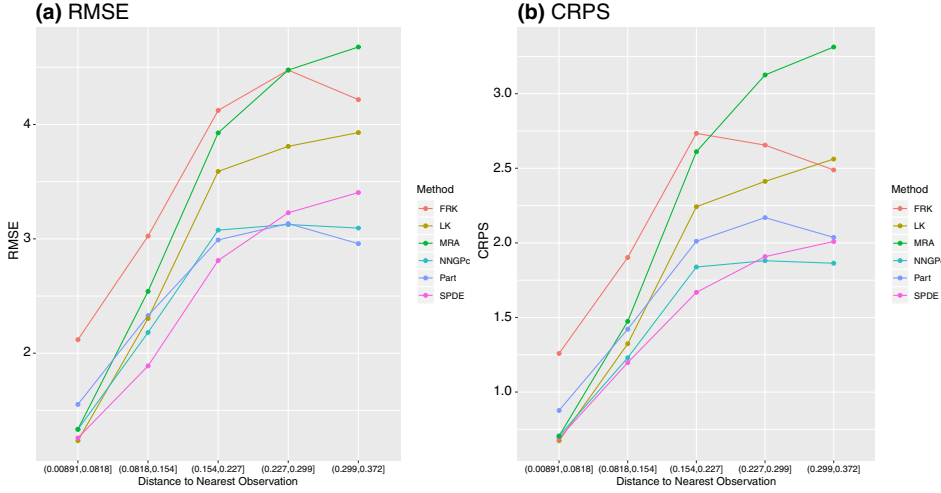 (a) RMSE
RMSE
4
3
2
(0.00891,0.0818]
(0.0818,0.154]
(0.154,0.227]
(0.227,0.299]
(0.299,0.372]
Distance to Nearest Observation
Method
FRK
LK
MRA
NNGPc
Part
SPDE
(b) CRPS
CRPS
3.0
2.5
2.0
1.5
1.0
(0.00891,0.0818]
(0.0818,0.154]
(0.154,0.227]
(0.227,0.299]
(0.299,0.372]
Distance to Nearest Observation
Method
FRK
LK
MRA
NNGPc
Part
SPDE